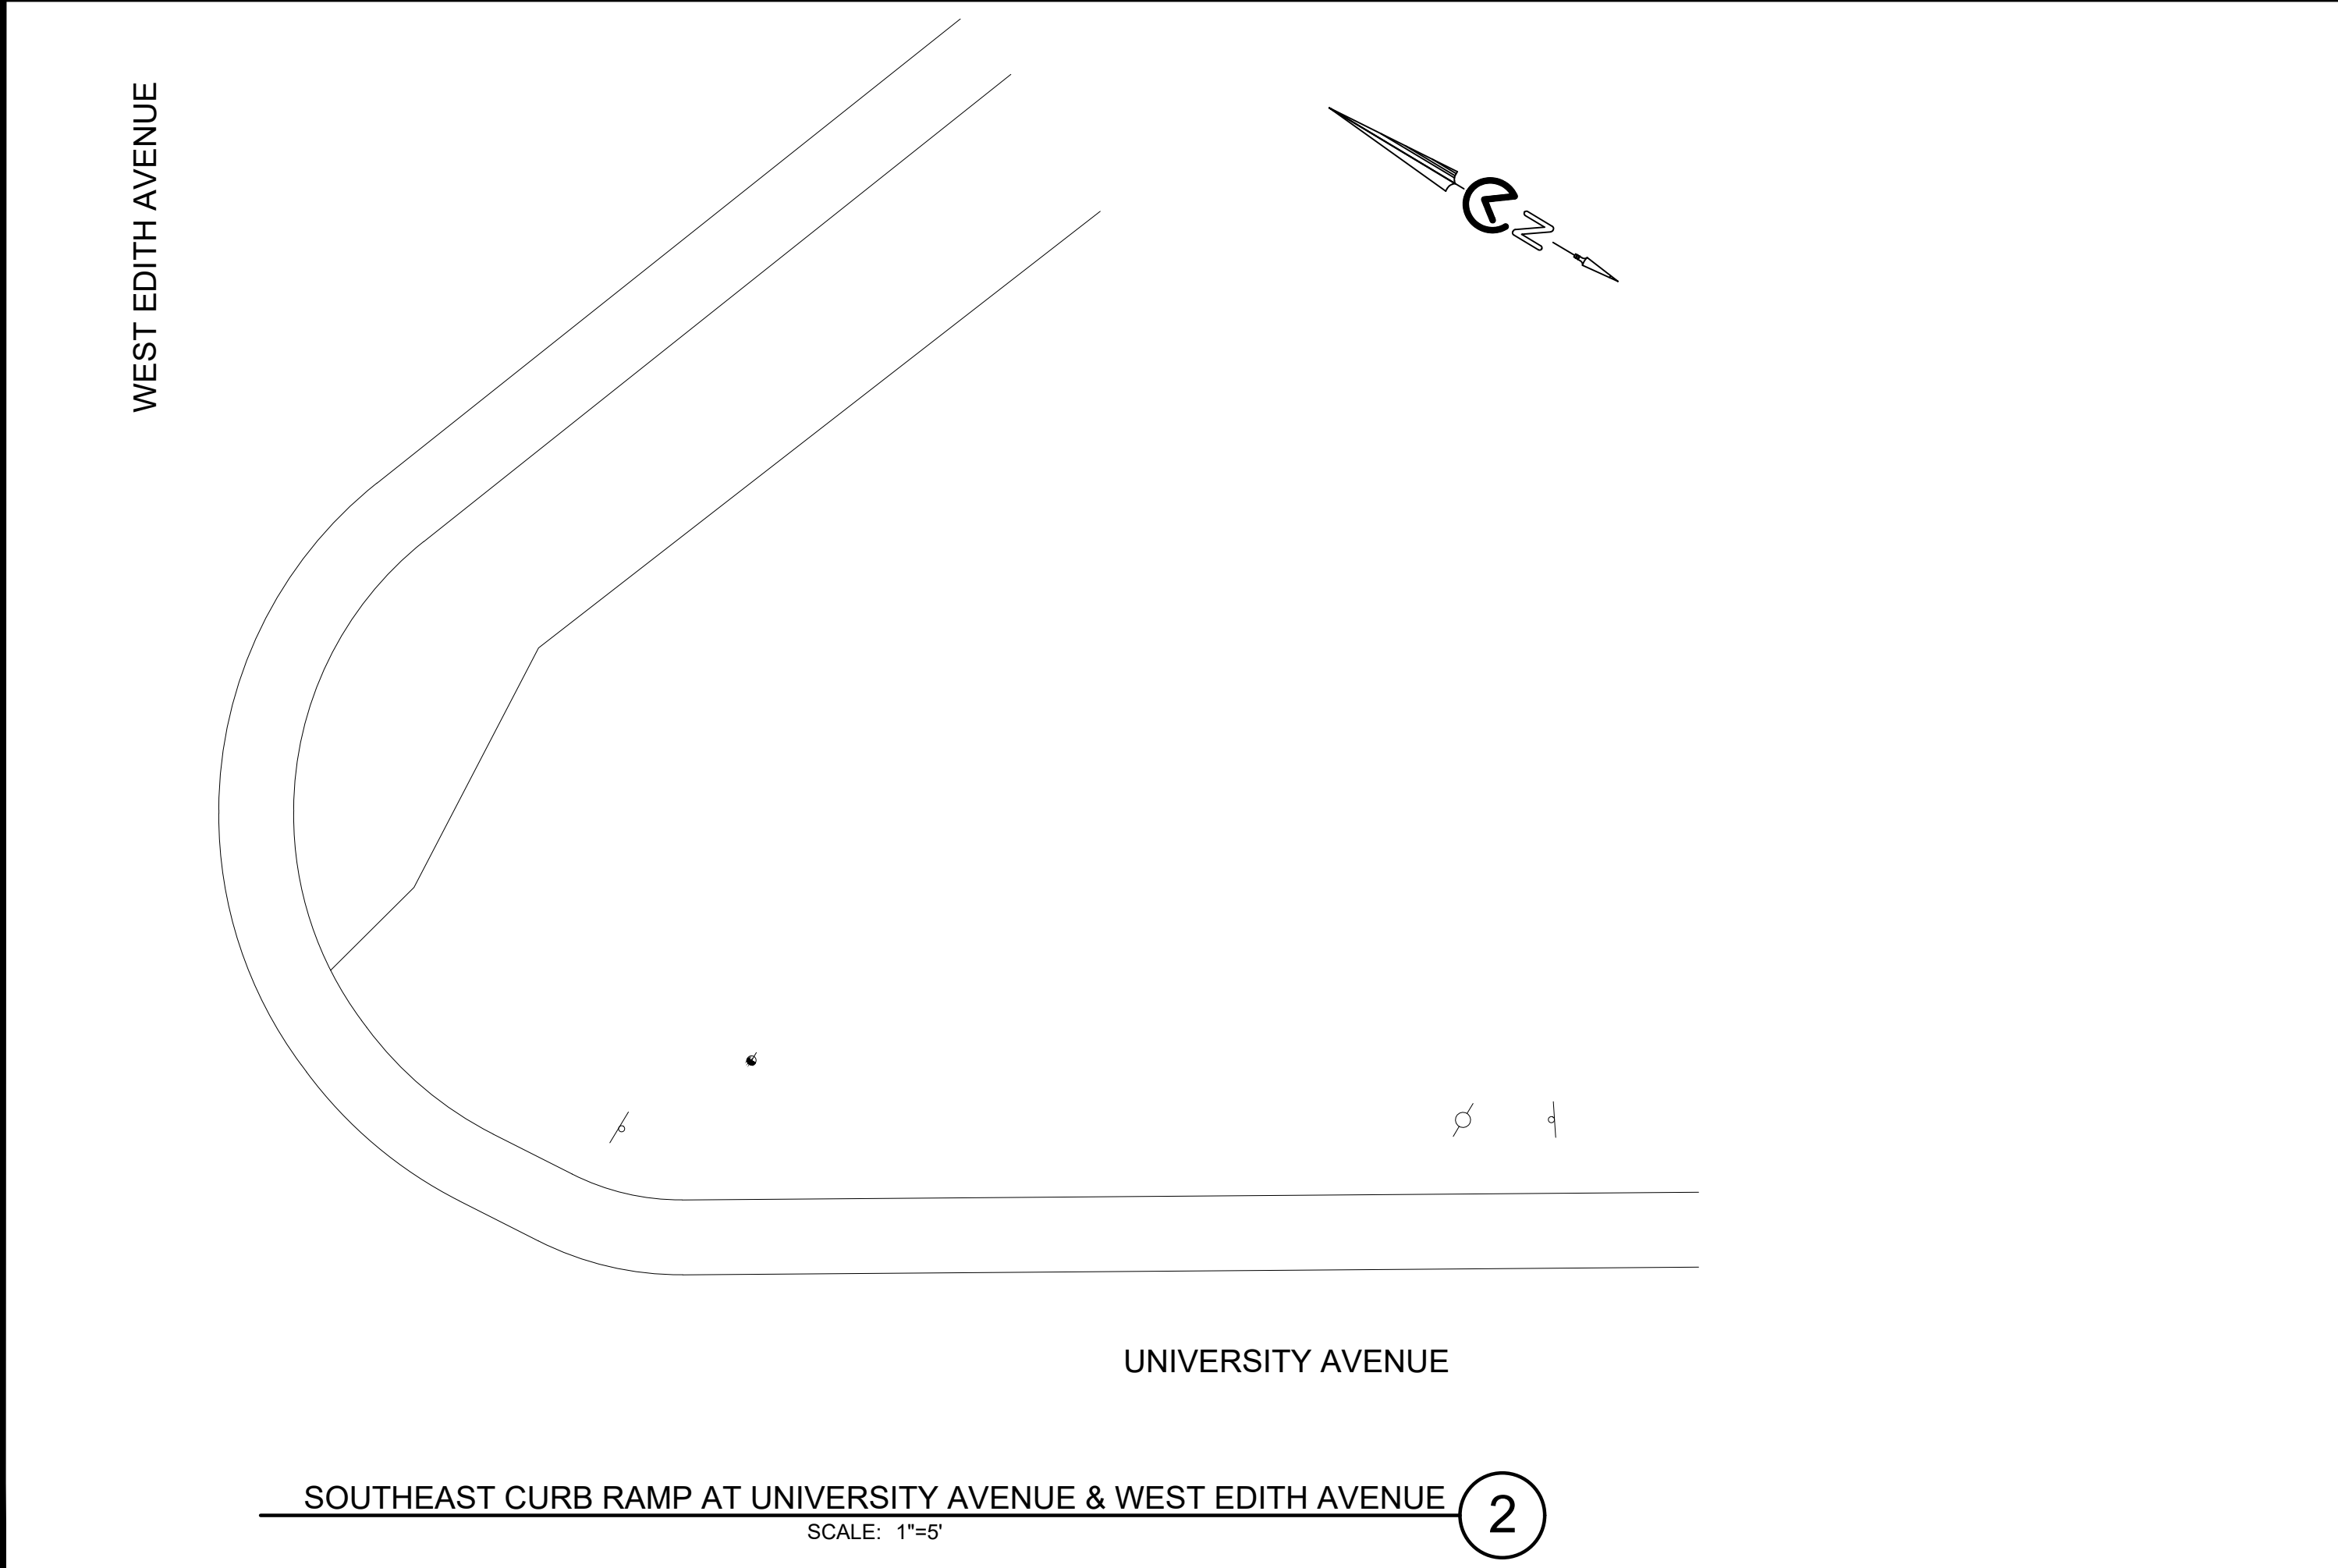 WEST EDITH AVENUE
N
UNIVERSITY AVENUE
SOUTHEAST CURB RAMP AT UNIVERSITY AVENUE & WEST EDITH AVENUE
2
SCALE: 1"=5'